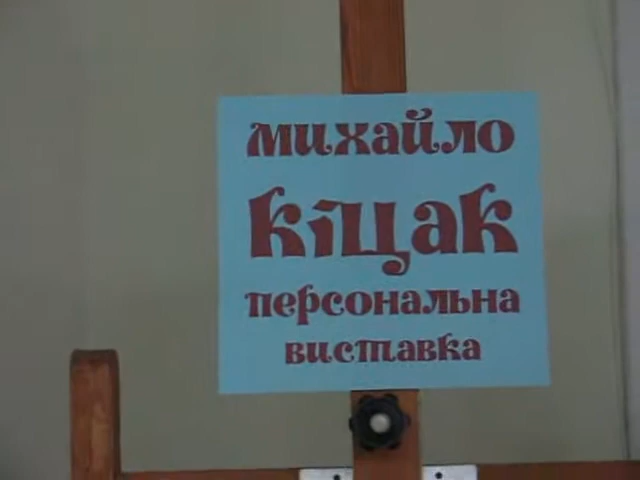 михайло
кіцак
персональна
виставка